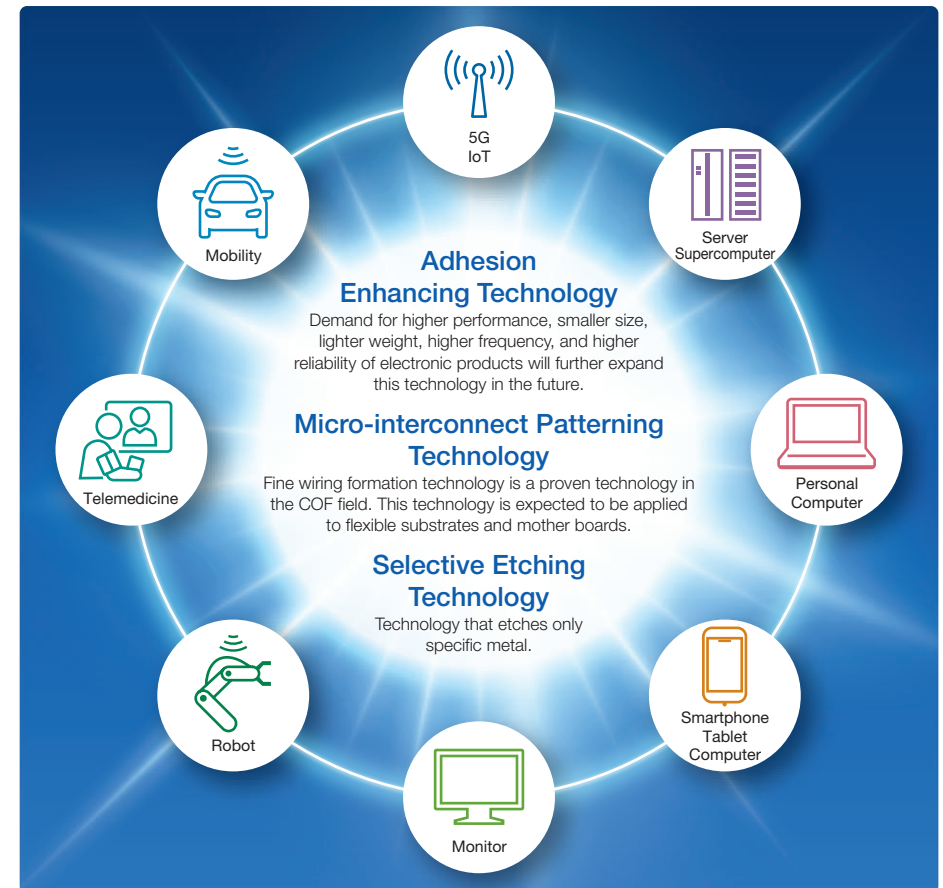 5G
IoT
Mobility
Server
Supercomputer
Adhesion
Enhancing Technology
Demand for higher performance, smaller size,
lighter weight, higher frequency, and higher
reliability of electronic products will further expand
this technology in the future.
Micro-interconnect Patterning
Technology
Fine wiring formation technology is a proven technology in
the COF field. This technology is expected to be applied
to flexible substrates and mother boards.
Selective Etching
Technology
Technology that etches only
specific metal.
Telemedicine
Personal
Computer
Robot
Smartphone
Tablet
Computer
Monitor